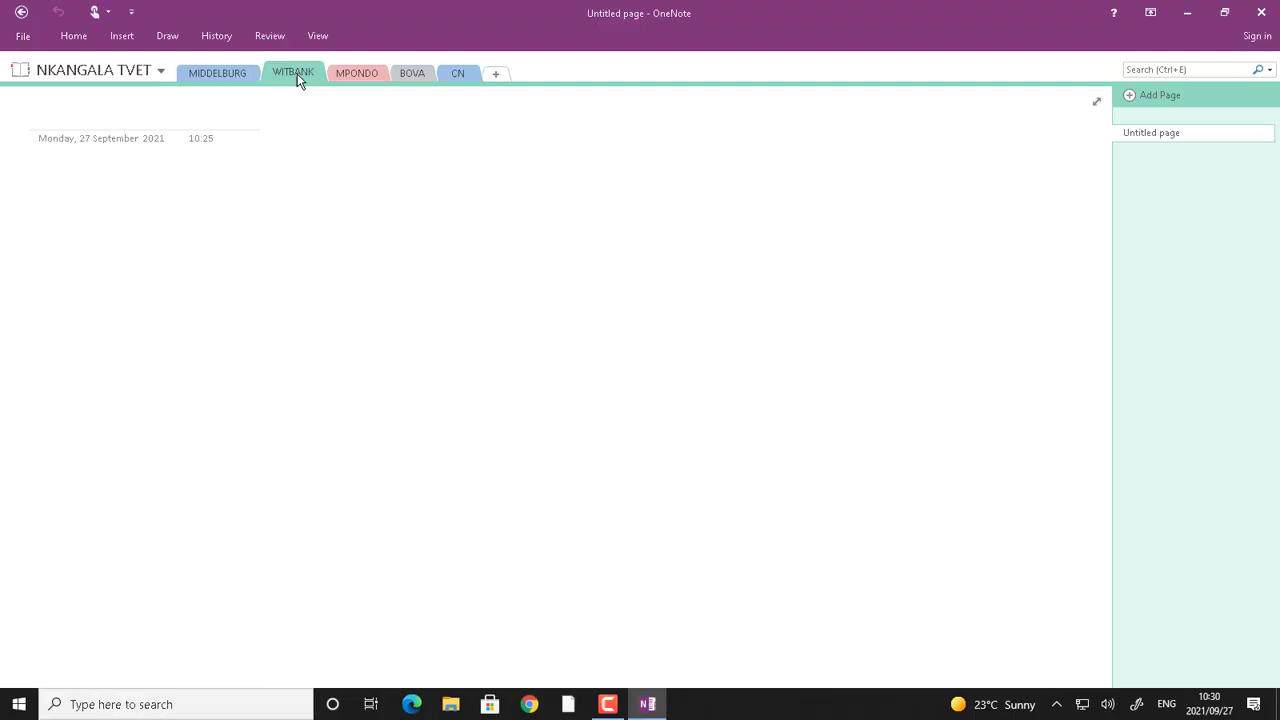 Untitled page - OneNote
File Home Insert Draw History Review View Sign in
NKANGALA TVET MIDDELBURG WITBANK MPONDO BOVA CN Search (Ctrl+E)
Add Page
Untitled page
Monday, 27 September 2021 10:25
Type here to search
23°C Sunny
ENG
10:30
2021/09/27